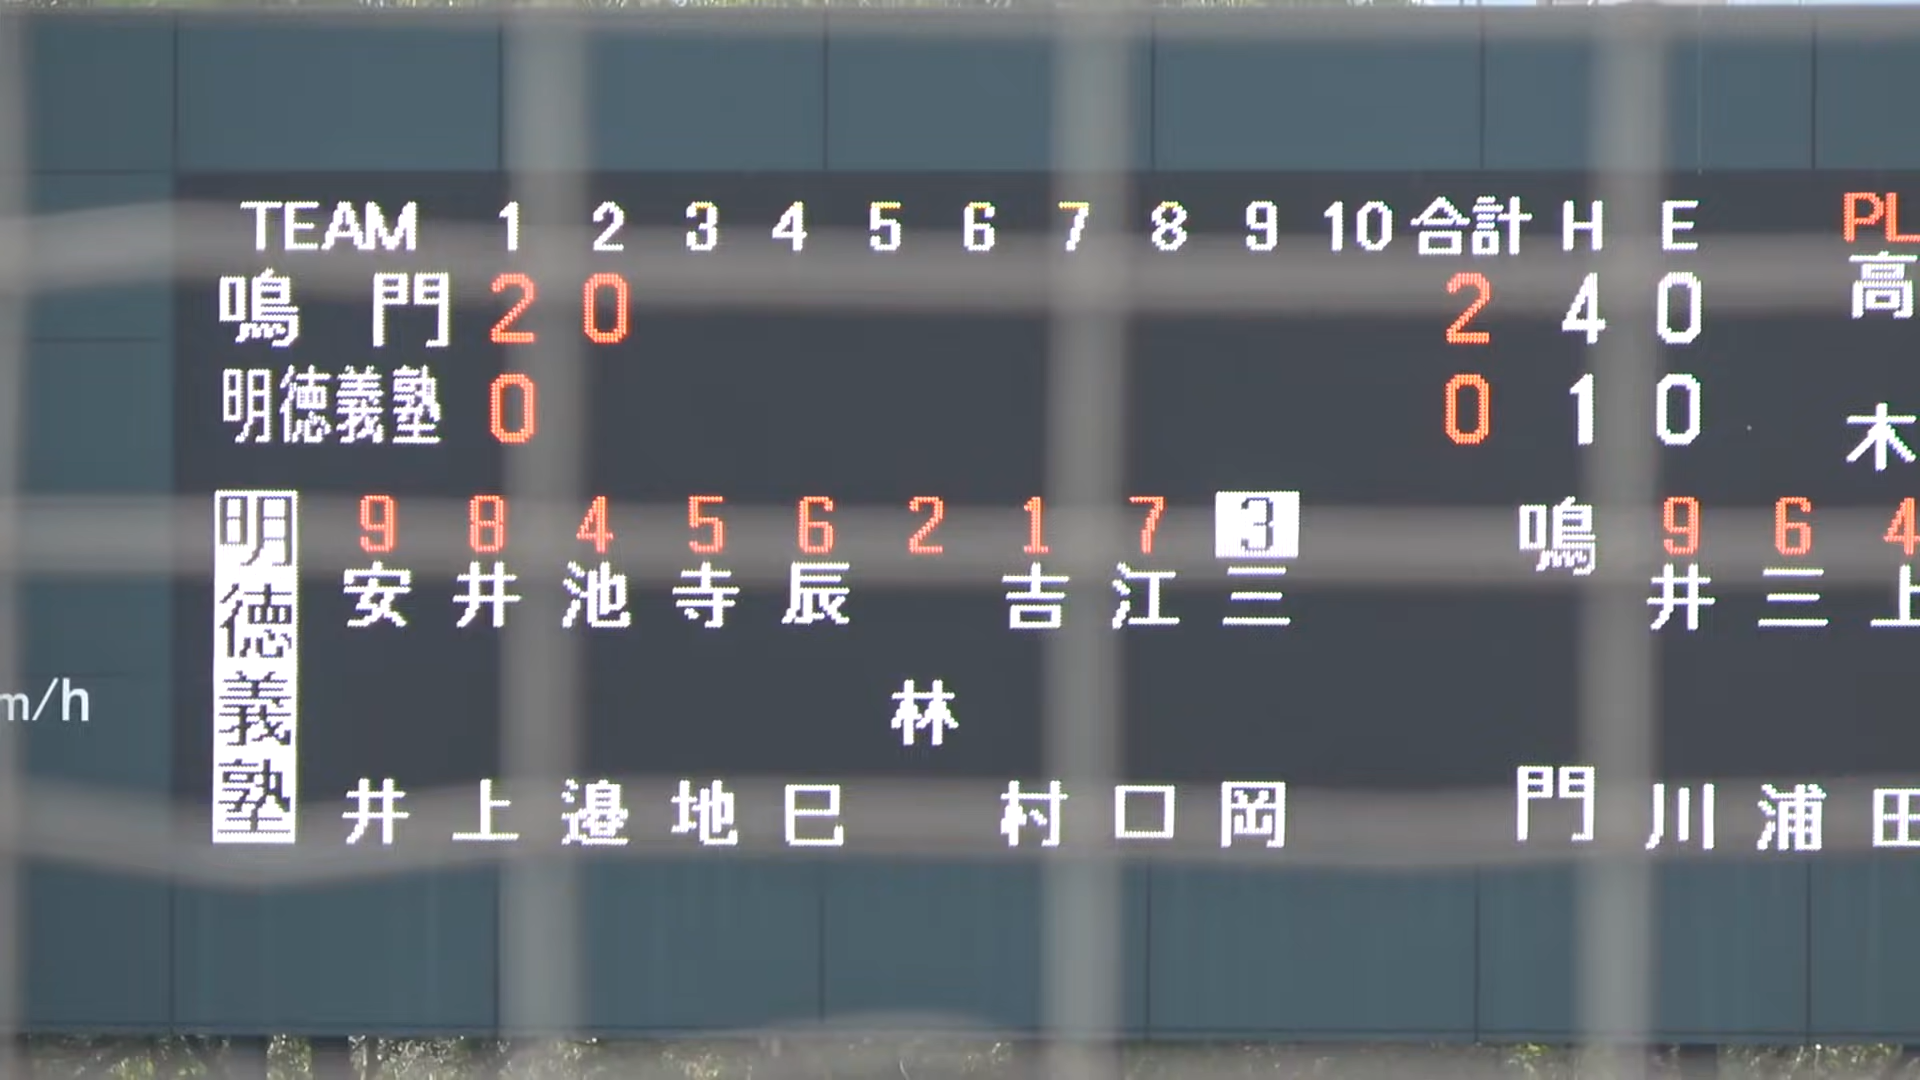 TEAM 1 2 3 4 5 6 7 8 9 10 合計 H E
鳴門 2 0 2 4 0
明徳義塾 0 0 1 0
PL
高木
明徳義塾
9 安井
8 井上
4 池邉
5 寺地
6 辰巳
2 林
1 吉村
7 江口
3 三岡
鳴門
9 井川
6 三浦
4 上田
m/h